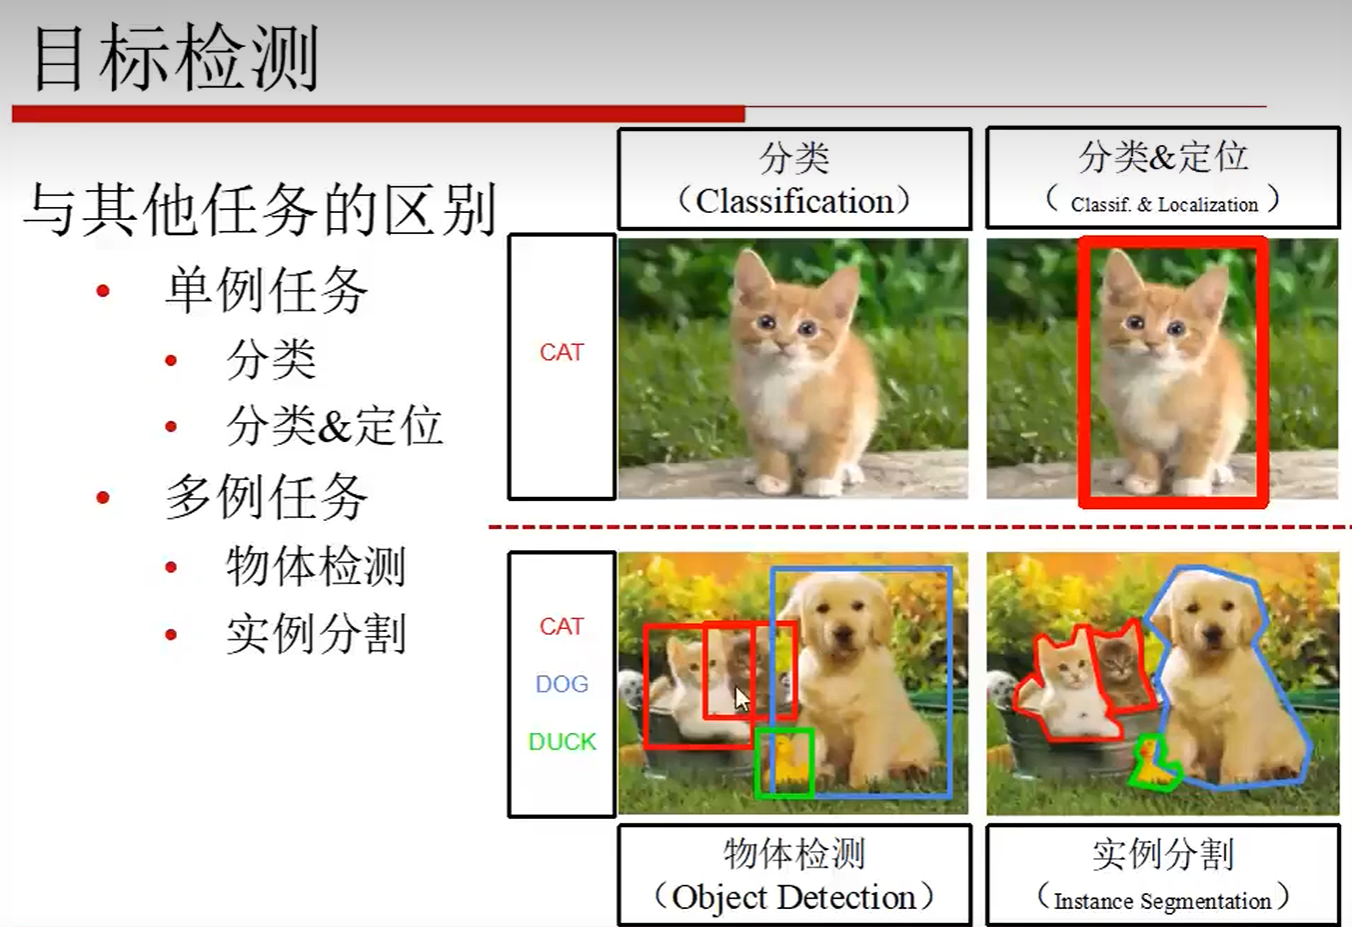 目标检测
与其他任务的区别
单例任务
分类
分类&定位
多例任务
物体检测
实例分割
分类
（Classification）
分类&定位
（ Classif. & Localization ）
CAT
CAT
DOG
DUCK
物体检测
（Object Detection）
实例分割
（Instance Segmentation）